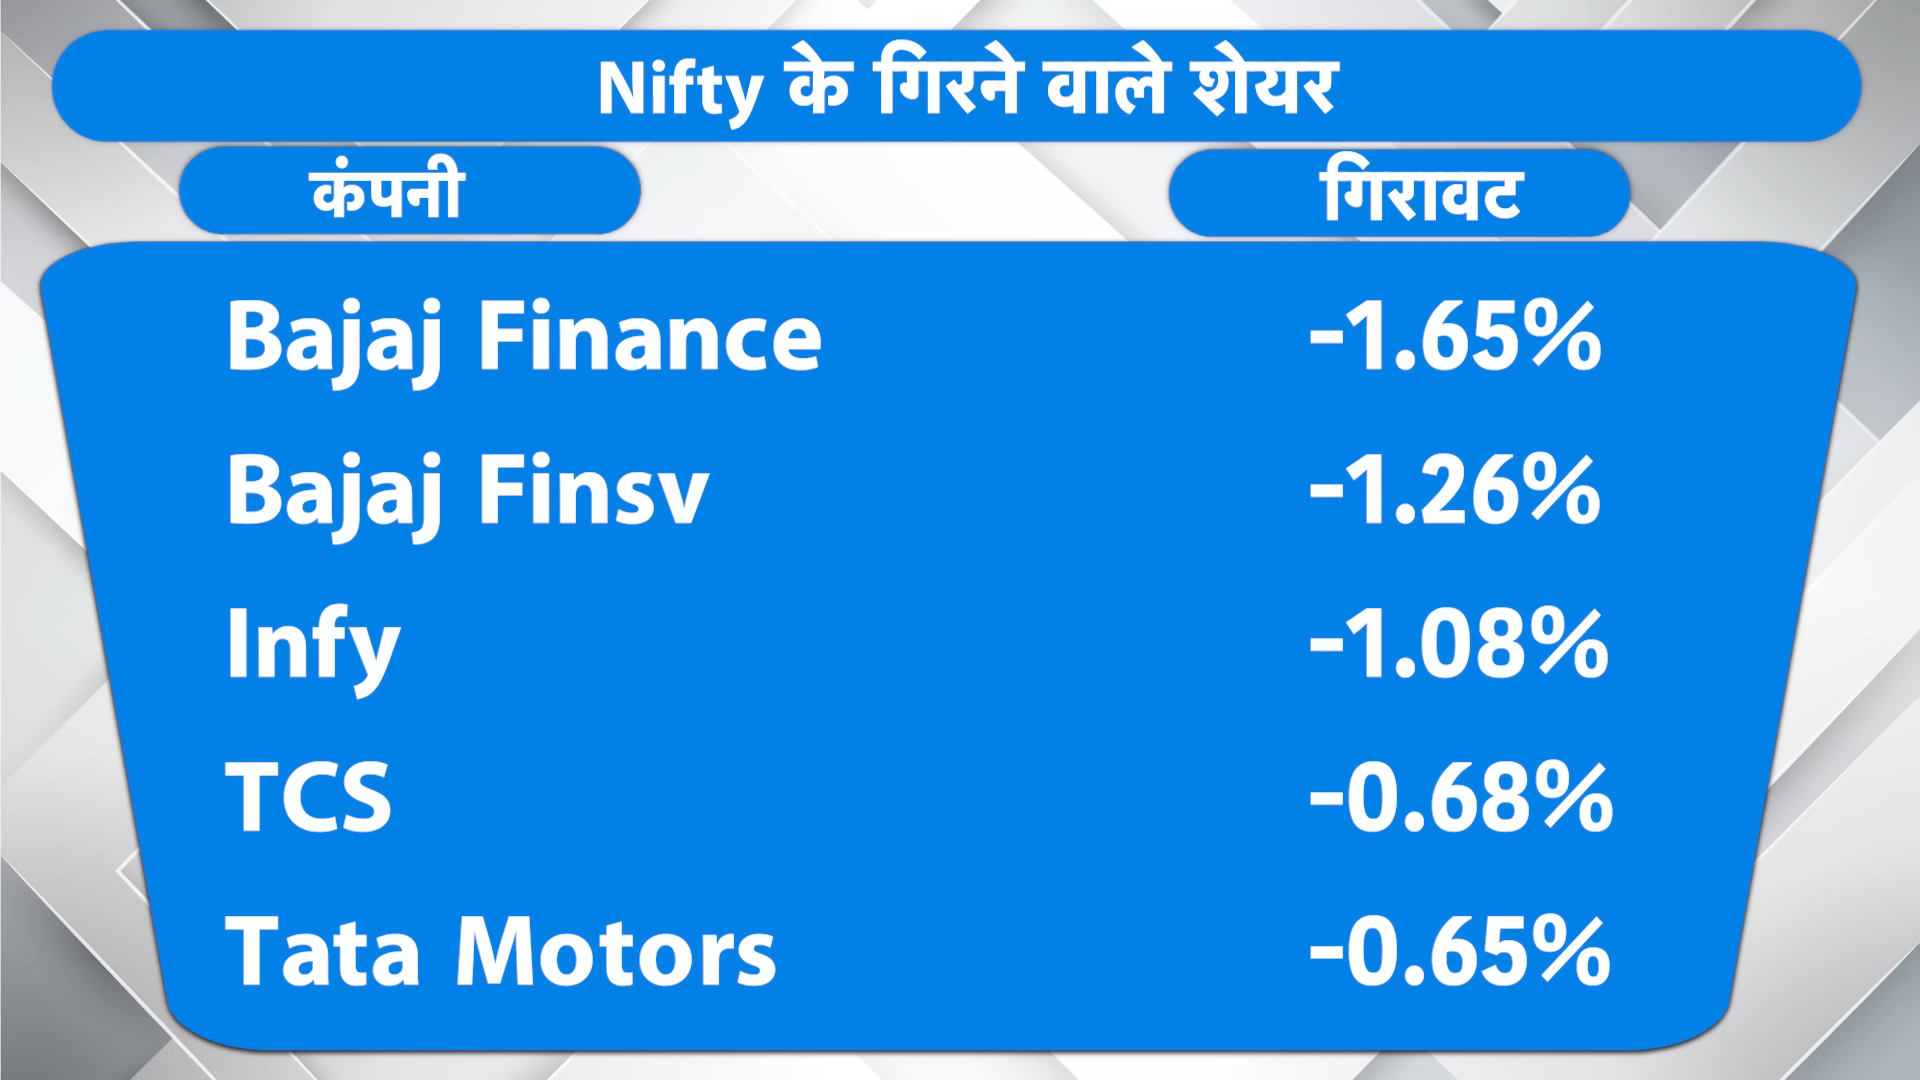 Nifty के गिरने वाले शेयर
कंपनी गिरावट
Bajaj Finance -1.65%
Bajaj Finsv -1.26%
Infy -1.08%
TCS -0.68%
Tata Motors -0.65%